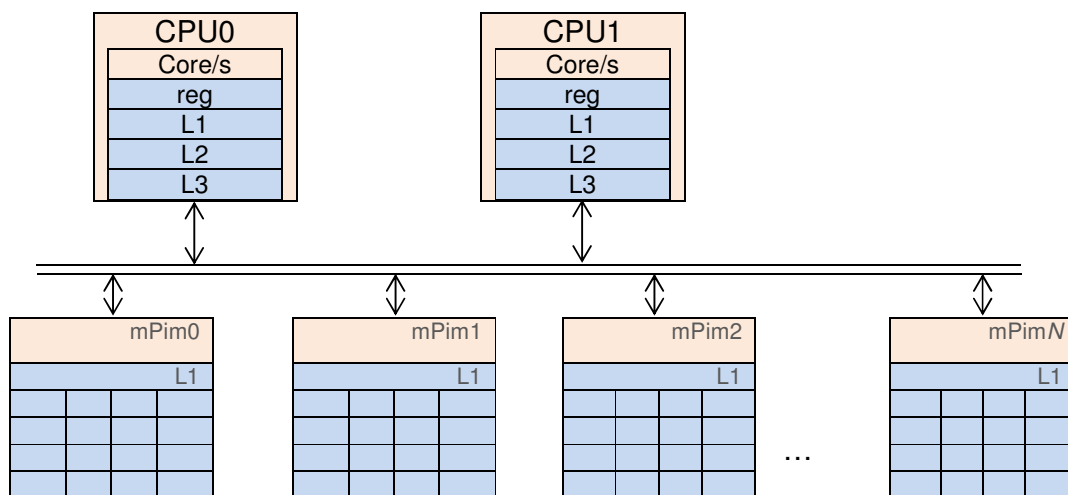 CPU0
Core/s
reg
L1
L2
L3
CPU1
Core/s
reg
L1
L2
L3
mPim0
L1
mPim1
L1
mPim2
L1
...
mPimN
L1